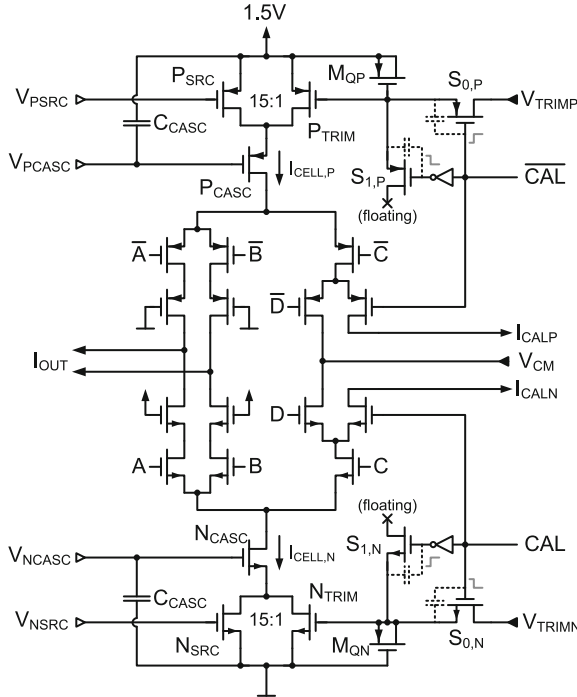 1.5V
M_QP
S_0,P
P_SRC
V_PSRC
15:1
V_TRIMP
C_CASC
P_TRIM
V_PCASC
I_CELL,P
S_1,P
C̅A̅L̅
P_CASC
(floating)
A̅
B̅
C̅
D̅
I_CALP
I_OUT
V_CM
I_CALN
D
A
B
C
(floating)
N_CASC
V_NCASC
I_CELL,N
S_1,N
CAL
C_CASC
N_TRIM
V_NSRC
15:1
V_TRIMN
N_SRC
M_QN
S_0,N